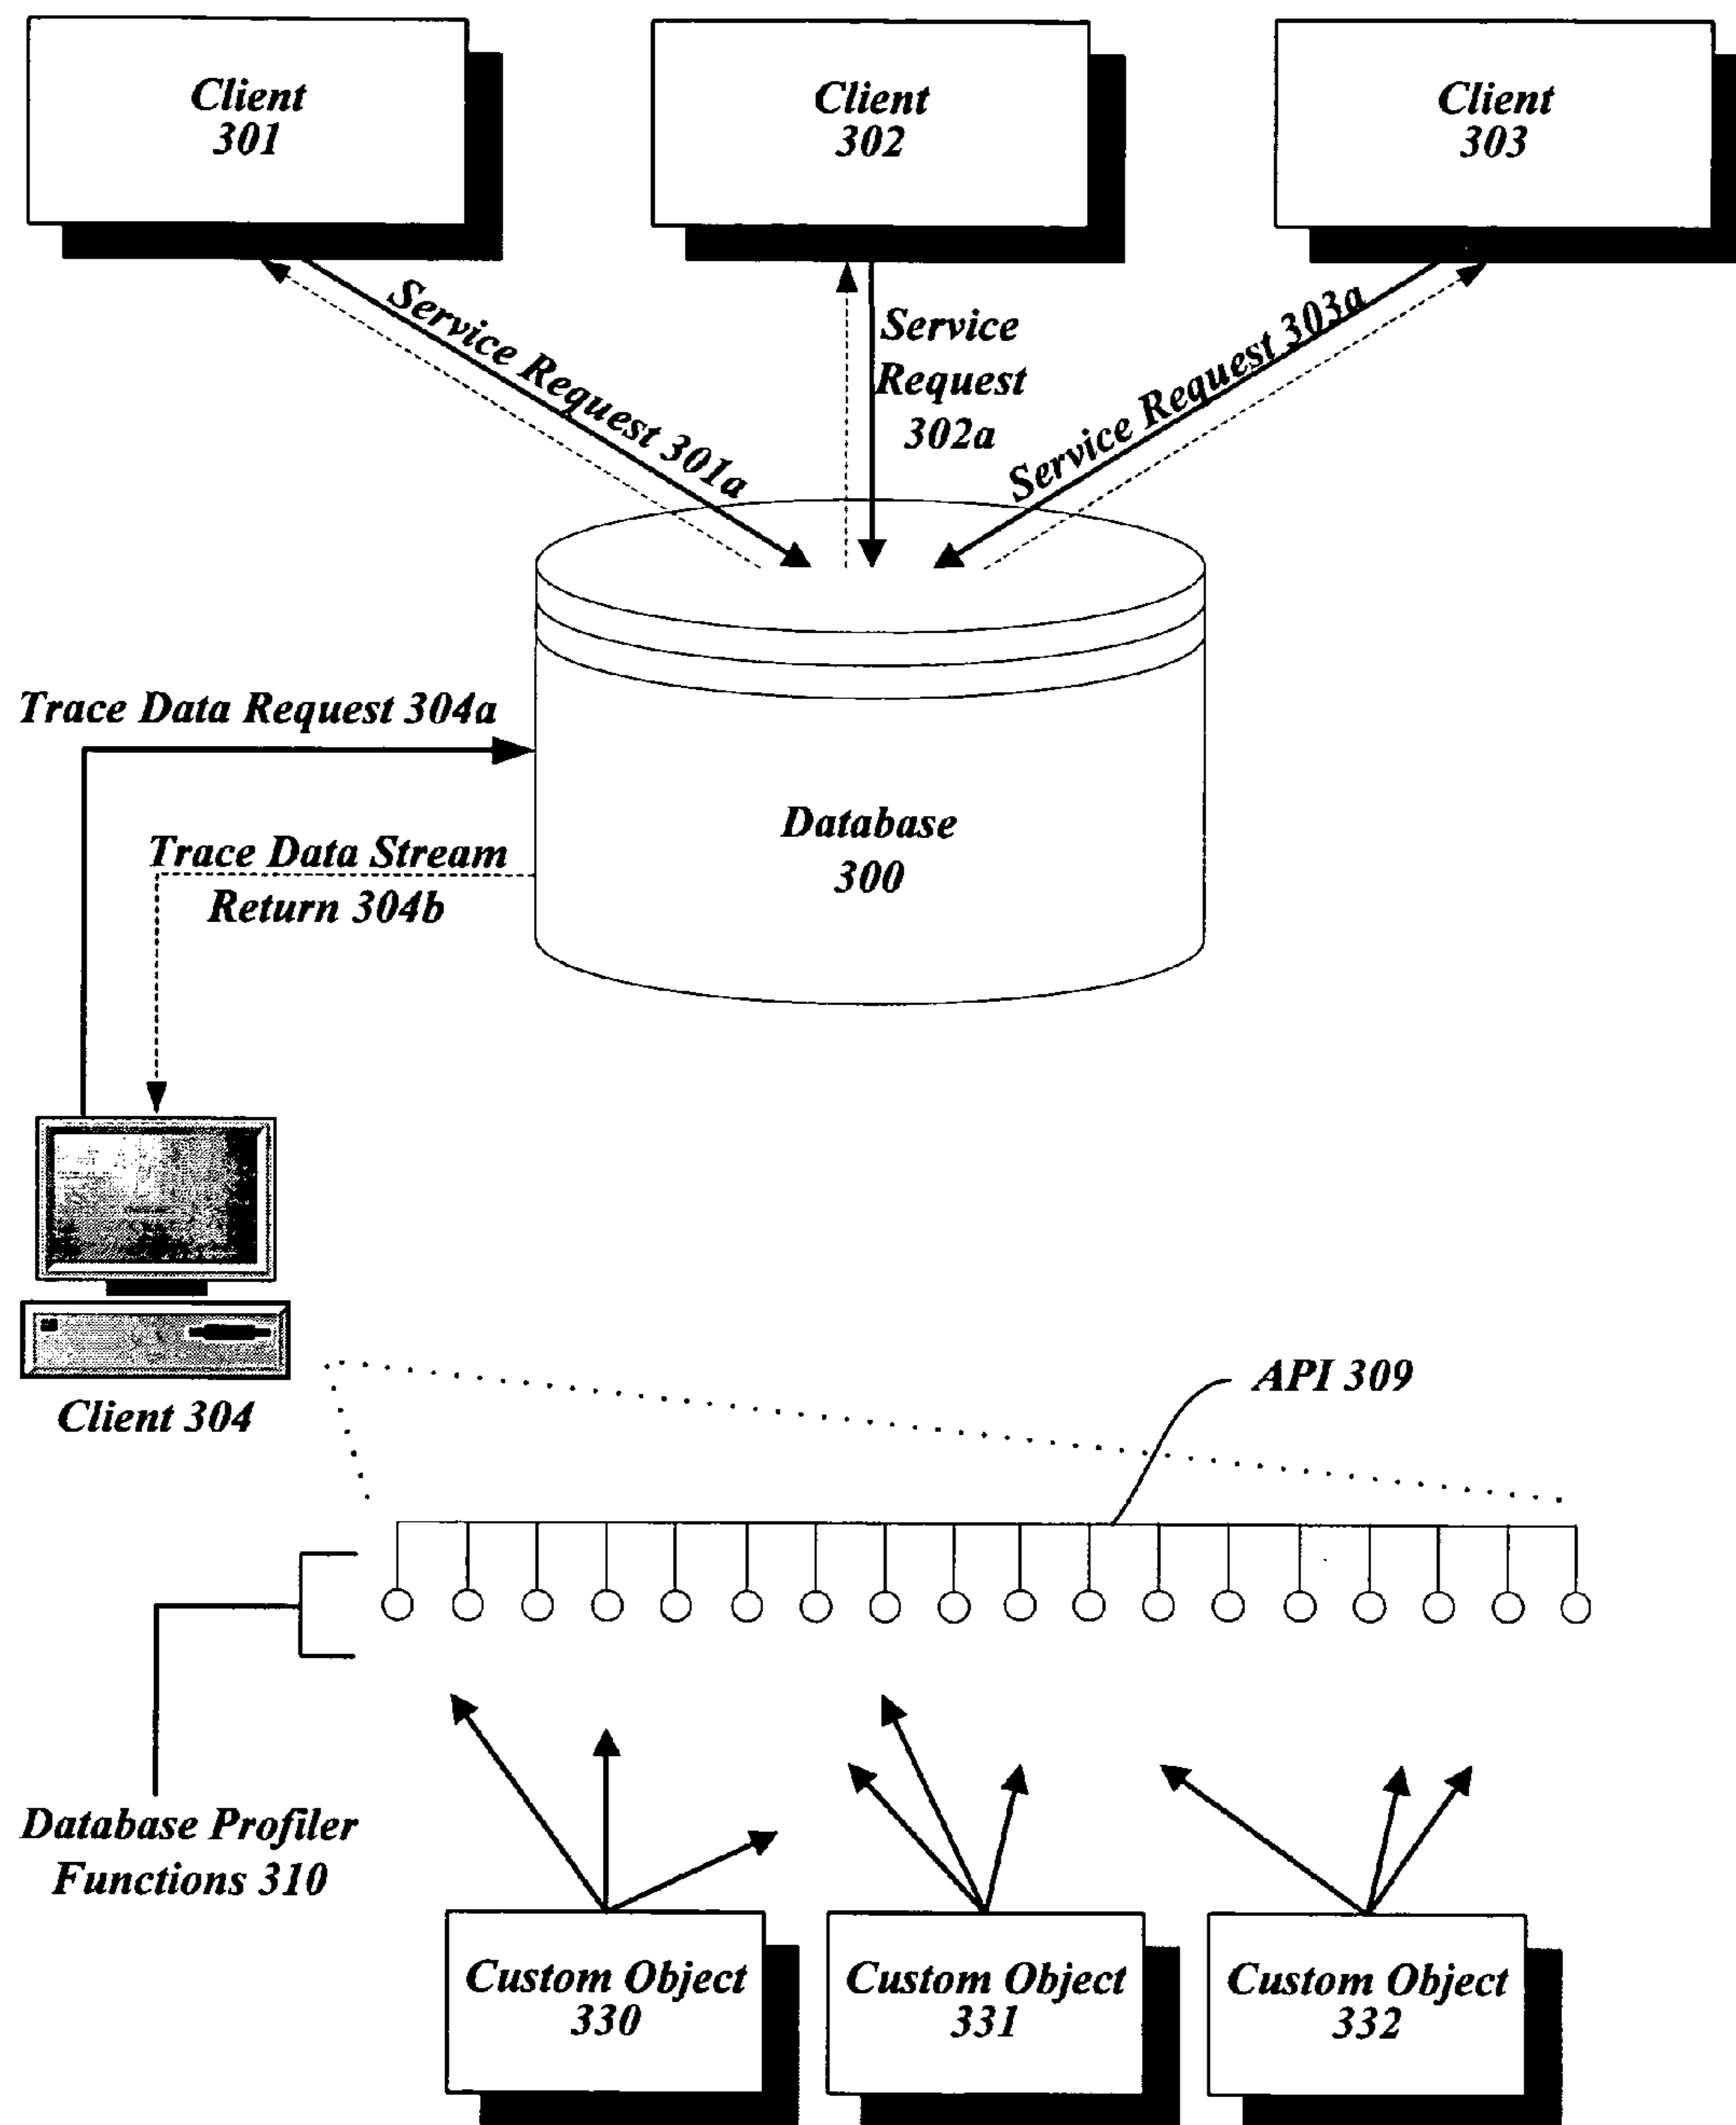 Client
301
Client
302
Client
303
Service Request 301a
Service
Request
302a
Service Request 303a
Trace Data Request 304a
Database
300
Trace Data Stream
Return 304b
Client 304
API 309
Database Profiler
Functions 310
Custom Object
330
Custom Object
331
Custom Object
332